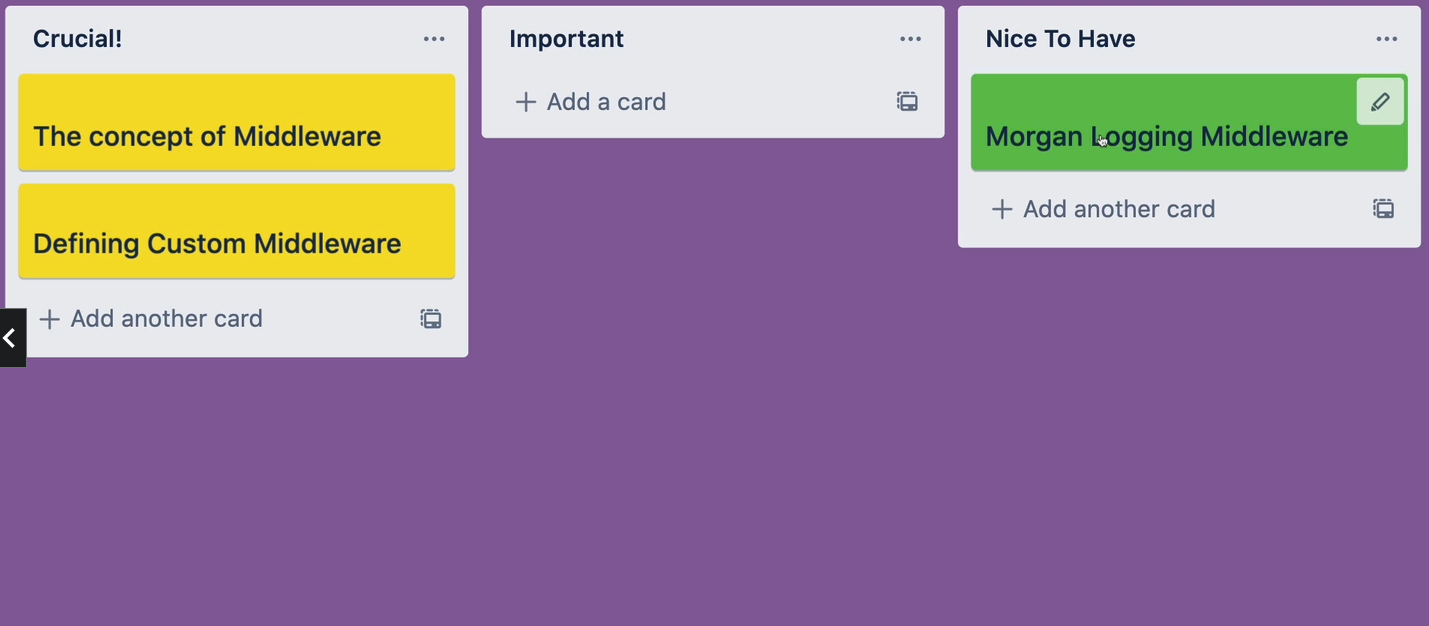 Crucial!
The concept of Middleware
Defining Custom Middleware
Add another card
Important
Add a card
Nice To Have
Morgan Logging Middleware
Add another card